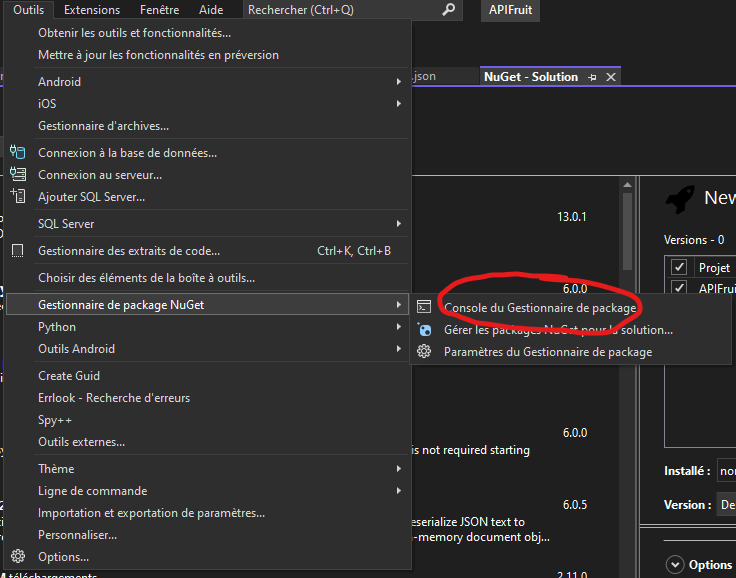 Outils Extensions Fenêtre Aide Rechercher (Ctrl+Q) APIFruit
Obtenir les outils et fonctionnalités...
Mettre à jour les fonctionnalités en préversion
.json NuGet - Solution
Android
iOS
Gestionnaire d'archives...
Connexion à la base de données...
Connexion au serveur...
Ajouter SQL Server...
SQL Server
Gestionnaire des extraits de code... Ctrl+K, Ctrl+B
Choisir des éléments de la boîte à outils...
Gestionnaire de package NuGet
Python
Outils Android
Create Guid
Errlook - Recherche d'erreurs
Spy++
Outils externes...
Thème
Ligne de commande
Importation et exportation de paramètres...
Personnaliser...
Options...
téléchargements
Console du Gestionnaire de package
Gérer les packages NuGet pour la solution...
Paramètres du Gestionnaire de package
13.0.1
6.0.0
6.0.0
is not required starting
6.0.5
eserialize JSON text to
-memory document obj...
2.11.0
New
Versions - 0
Projet
APIFrui
Installé : non
Version : De
Options